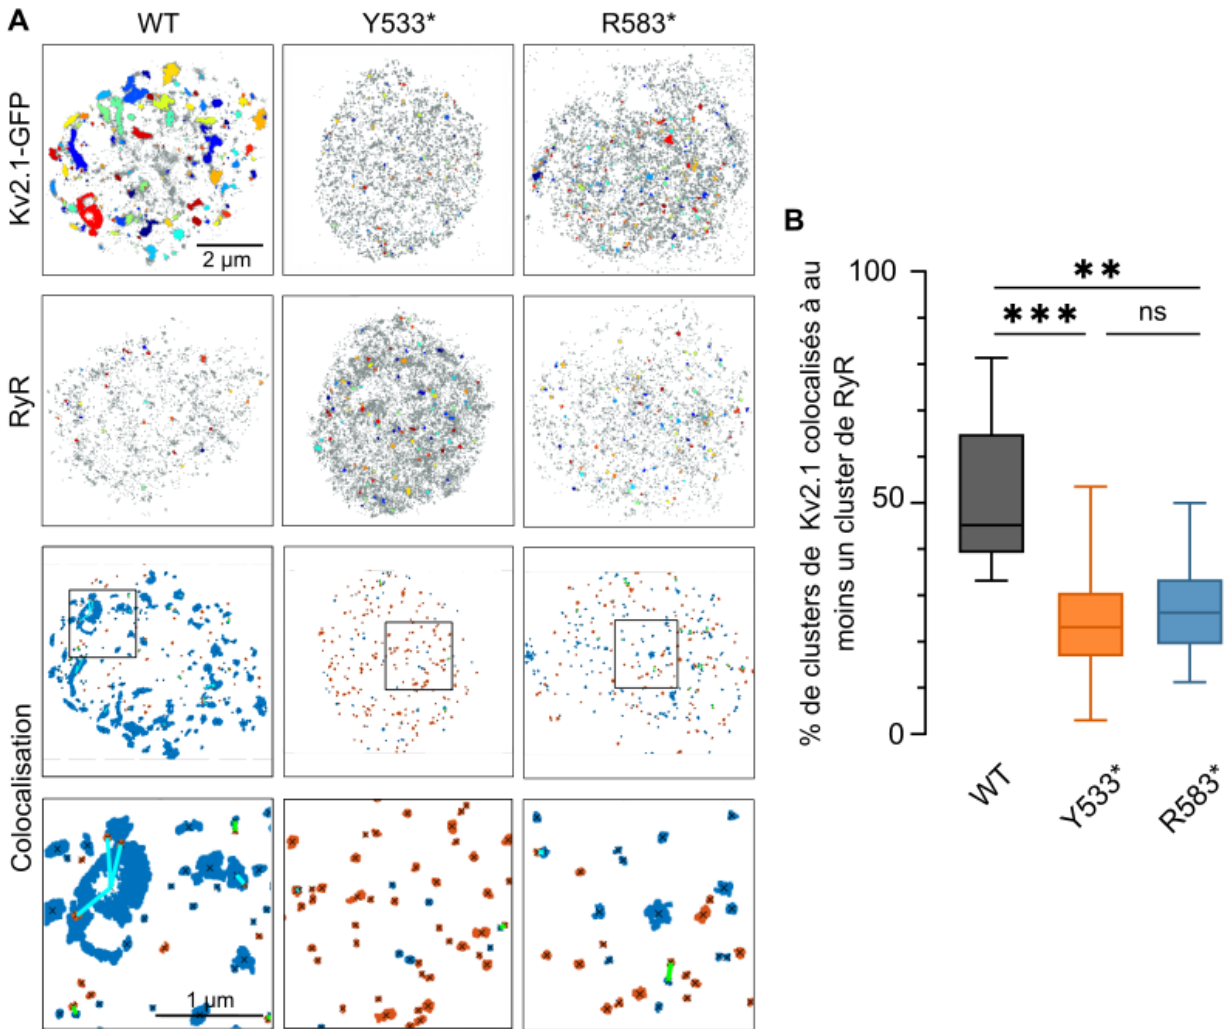 A
WT
Y533*
R583*
Kv2.1-GFP
2 µm
RyR
Colocalisation
1 µm
B
% de clusters de Kv2.1 colocalisés à au
moins un cluster de RyR
100
50
0
**
***
ns
WT
Y533*
R583*